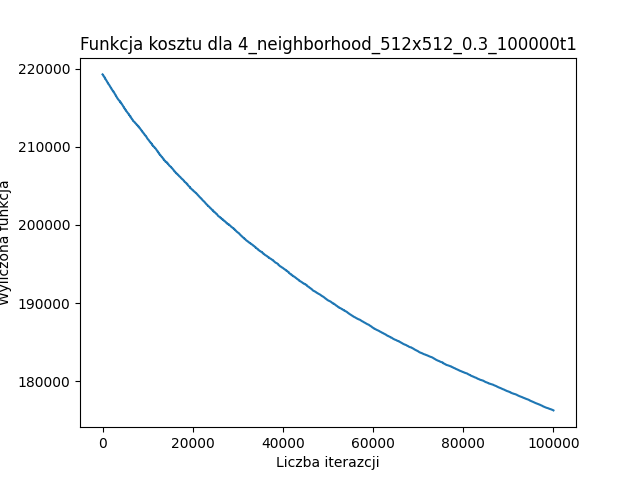 Funkcja kosztu dla 4_neighborhood_512x512_0.3_100000t1
220000
210000
200000
190000
180000
Wyliczona funkcja
0 20000 40000 60000 80000 100000
Liczba iterazcji